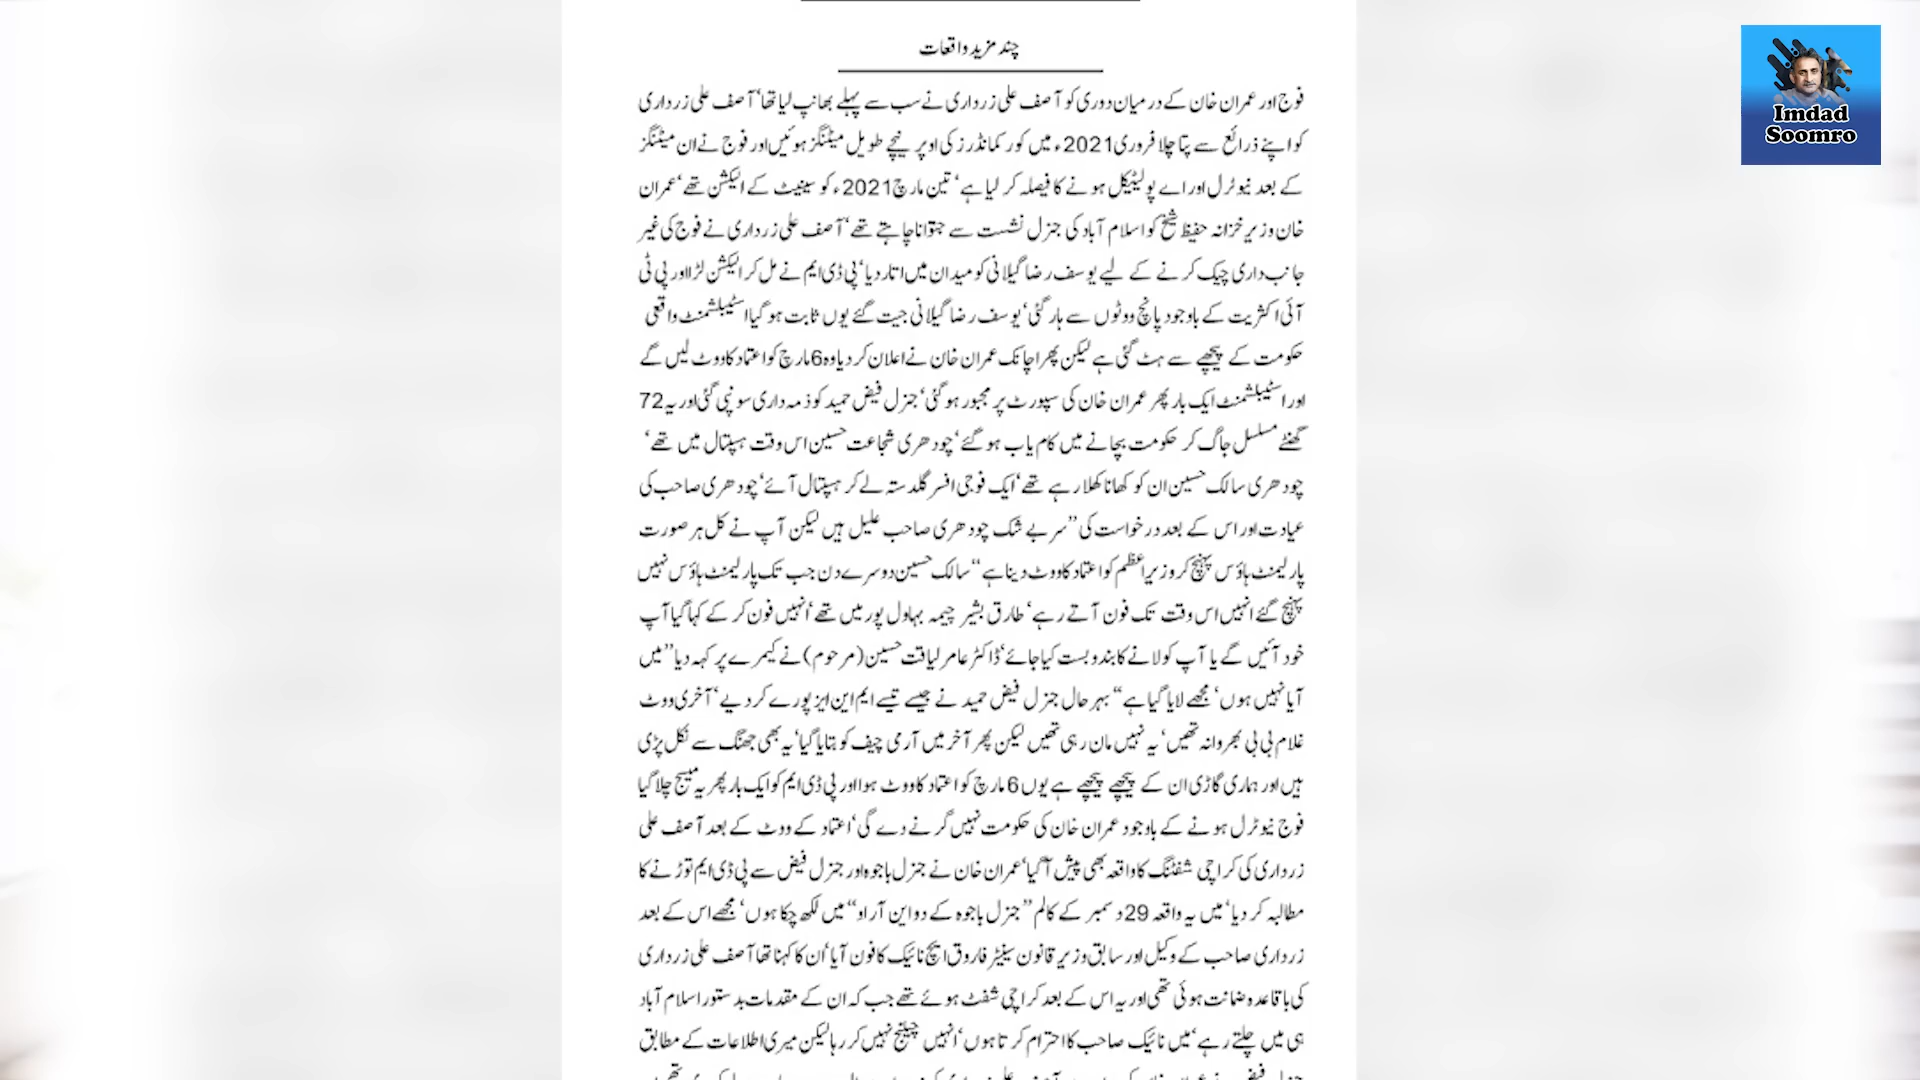 چند مزید واقعات
فوج اور عمران خان کے درمیان دوری کو آصف علی زرداری نے سب سے پہلے بھانپ لیا تھا‘ آصف علی زرداری
کو اپنے ذرائع سے پتا چلا فروری 2021ء میں کور کمانڈرز کی اوپر نیچے طویل میٹنگز ہوئیں اور فوج نے ان میٹنگز
کے بعد نیوٹرل اور اے پولیٹیکل ہونے کا فیصلہ کر لیا ہے‘ تین مارچ 2021ء کو سینیٹ کے الیکشن تھے‘ عمران
خان وزیر خزانہ حفیظ شیخ کو اسلام آباد کی جنرل نشست سے جتوانا چاہتے تھے‘ آصف علی زرداری نے فوج کی غیر
جانب داری چیک کرنے کے لیے یوسف رضا گیلانی کو میدان میں اتار دیا‘ پی ڈی ایم نے مل کر الیکشن لڑا اور پی ٹی
آئی اکثریت کے باوجود پانچ ووٹوں سے ہار گئی‘ یوسف رضا گیلانی جیت گئے یوں ثابت ہو گیا اسٹیبلشمنٹ واقعی
حکومت کے پیچھے سے ہٹ گئی ہے لیکن پھر اچانک عمران خان نے اعلان کر دیا وہ 6 مارچ کو اعتماد کا ووٹ لیں گے
اور اسٹیبلشمنٹ ایک بار پھر عمران خان کی سپورٹ پر مجبور ہو گئی‘ جنرل فیض حمید کو ذمہ داری سونپی گئی اور یہ 72
گھنٹے مسلسل جاگ کر حکومت بچانے میں کام یاب ہو گئے‘ چودھری شجاعت حسین اس وقت ہسپتال میں تھے‘
چودھری سالک حسین ان کو کھانا کھلا رہے تھے‘ ایک فوجی افسر گلدستہ لے کر ہسپتال آئے‘ چودھری صاحب کی
عیادت اور اس کے بعد درخواست کی ’’سر بے شک چودھری صاحب علیل ہیں لیکن آپ نے کل ہر صورت
پارلیمنٹ ہاؤس پہنچ کر وزیراعظم کو اعتماد کا ووٹ دینا ہے‘‘ سالک حسین دوسرے دن جب تک پارلیمنٹ ہاؤس نہیں
پہنچ گئے انہیں اس وقت تک فون آتے رہے‘ طارق بشیر چیمہ بہاول پور میں تھے‘ انہیں فون کر کے کہا گیا آپ
خود آئیں گے یا آپ کو لانے کا بندوبست کیا جائے‘ ڈاکٹر عامر لیاقت حسین (مرحوم) نے کیمرے پر کہہ دیا ’’میں
آیا نہیں ہوں‘ مجھے لایا گیا ہے‘‘ بہرحال جنرل فیض حمید نے جیسے تیسے ایم این ایز پورے کر دیے‘ آخری ووٹ
غلام بی بی بھروانہ تھیں‘ یہ نہیں مان رہی تھیں لیکن پھر آخر میں آرمی چیف کو بتایا گیا‘ یہ بھی جھنگ سے نکل پڑی
ہیں اور ہماری گاڑی ان کے پیچھے پیچھے ہے یوں 6 مارچ کو اعتماد کا ووٹ ہوا اور پی ڈی ایم کو ایک بار پھر یہ میسج چلا گیا
فوج نیوٹرل ہونے کے باوجود عمران خان کی حکومت نہیں گرنے دے گی‘ اعتماد کے ووٹ کے بعد آصف علی
زرداری کی کراچی شفٹنگ کا واقعہ بھی پیش آ گیا‘ عمران خان نے جنرل باجوہ اور جنرل فیض سے پی ڈی ایم توڑنے کا
مطالبہ کر دیا‘ میں یہ واقعہ 29 دسمبر کے کالم ’’جنرل باجوہ کے دو این آر او‘‘ میں لکھ چکا ہوں‘ مجھے اس کے بعد
زرداری صاحب کے وکیل اور سابق وزیر قانون سینیٹر فاروق ایچ نائیک کا فون آیا‘ ان کا کہنا تھا آصف علی زرداری
کی باقاعدہ ضمانت ہوئی تھی اور یہ اس کے بعد کراچی شفٹ ہوئے تھے جب کہ ان کے مقدمات بدستور اسلام آباد
ہی میں چلتے رہے‘ میں نائیک صاحب کا احترام کرتا ہوں‘ انہیں چیلنج نہیں کر رہا لیکن میری اطلاعات کے مطابق
Imdad
Soomro